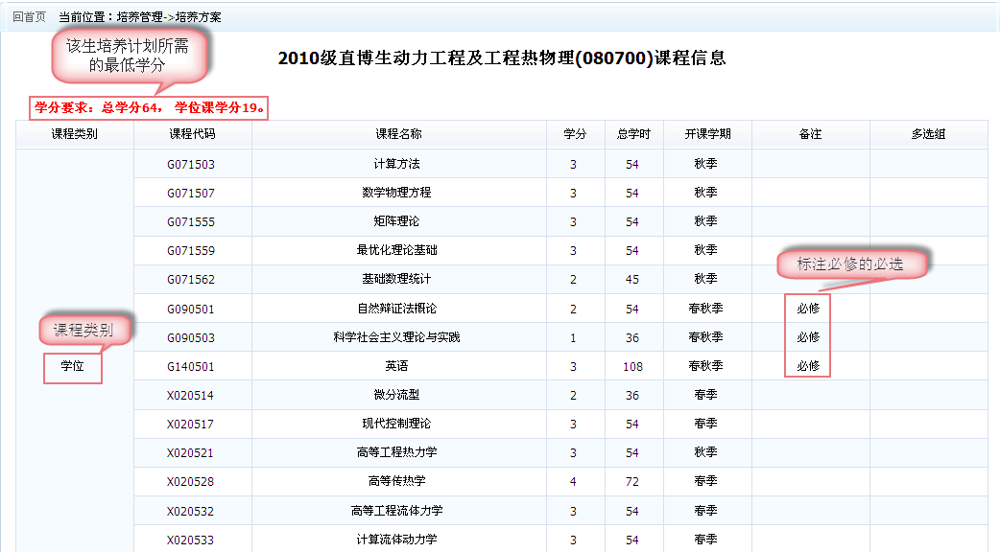 回首页 当前位置：培养管理->培养方案
该生培养计划所需
的最低学分
2010级直博生动力工程及工程热物理(080700)课程信息
学分要求：总学分64， 学位课学分19。
课程类别 课程代码 课程名称 学分 总学时 开课学期 备注 多选组
G071503 计算方法 3 54 秋季
G071507 数学物理方程 3 54 秋季
G071555 矩阵理论 3 54 秋季
G071559 最优化理论基础 3 54 秋季
标注必修的必选
G071562 基础数理统计 2 45 秋季
G090501 自然辩证法概论 2 54 春秋季 必修
课程类别
G090503 科学社会主义理论与实践 1 36 春秋季 必修
学位 G140501 英语 3 108 春秋季 必修
X020514 微分流型 2 36 春季
X020517 现代控制理论 3 54 春季
X020521 高等工程热力学 3 54 秋季
X020528 高等传热学 4 72 春季
X020532 高等工程流体力学 3 54 春季
X020533 计算流体动力学 3 54 春季